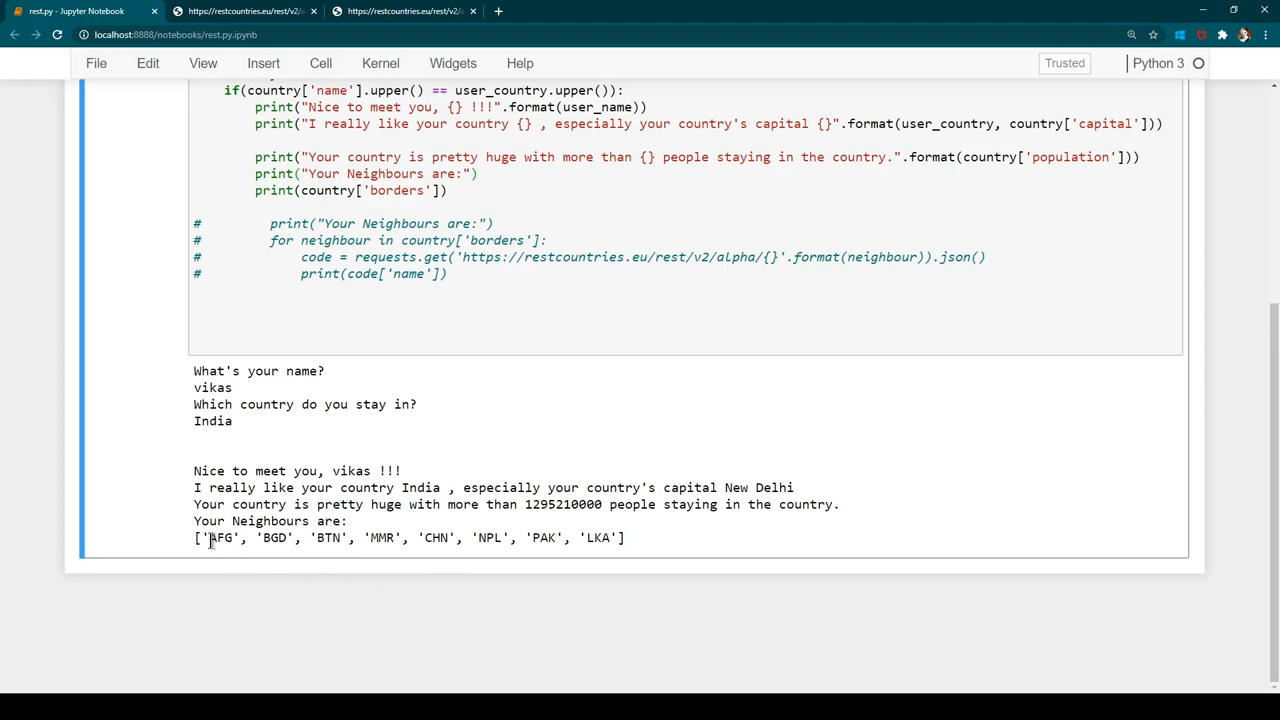 rest.py - Jupyter Notebook
https://restcountries.eu/rest/v2/a
https://restcountries.eu/rest/v2/a
localhost:8888/notebooks/rest.py.ipynb
File Edit View Insert Cell Kernel Widgets Help Trusted Python 3
if(country['name'].upper() == user_country.upper()):
print("Nice to meet you, {} !!!".format(user_name))
print("I really like your country {} , especially your country's capital {}".format(user_country, country['capital']))
print("Your country is pretty huge with more than {} people staying in the country.".format(country['population']))
print("Your Neighbours are:")
print(country['borders'])
# print("Your Neighbours are:")
# for neighbour in country['borders']:
# code = requests.get('https://restcountries.eu/rest/v2/alpha/{}'.format(neighbour)).json()
# print(code['name'])
What's your name?
vikas
Which country do you stay in?
India
Nice to meet you, vikas !!!
I really like your country India , especially your country's capital New Delhi
Your country is pretty huge with more than 1295210000 people staying in the country.
Your Neighbours are:
['AFG', 'BGD', 'BTN', 'MMR', 'CHN', 'NPL', 'PAK', 'LKA']